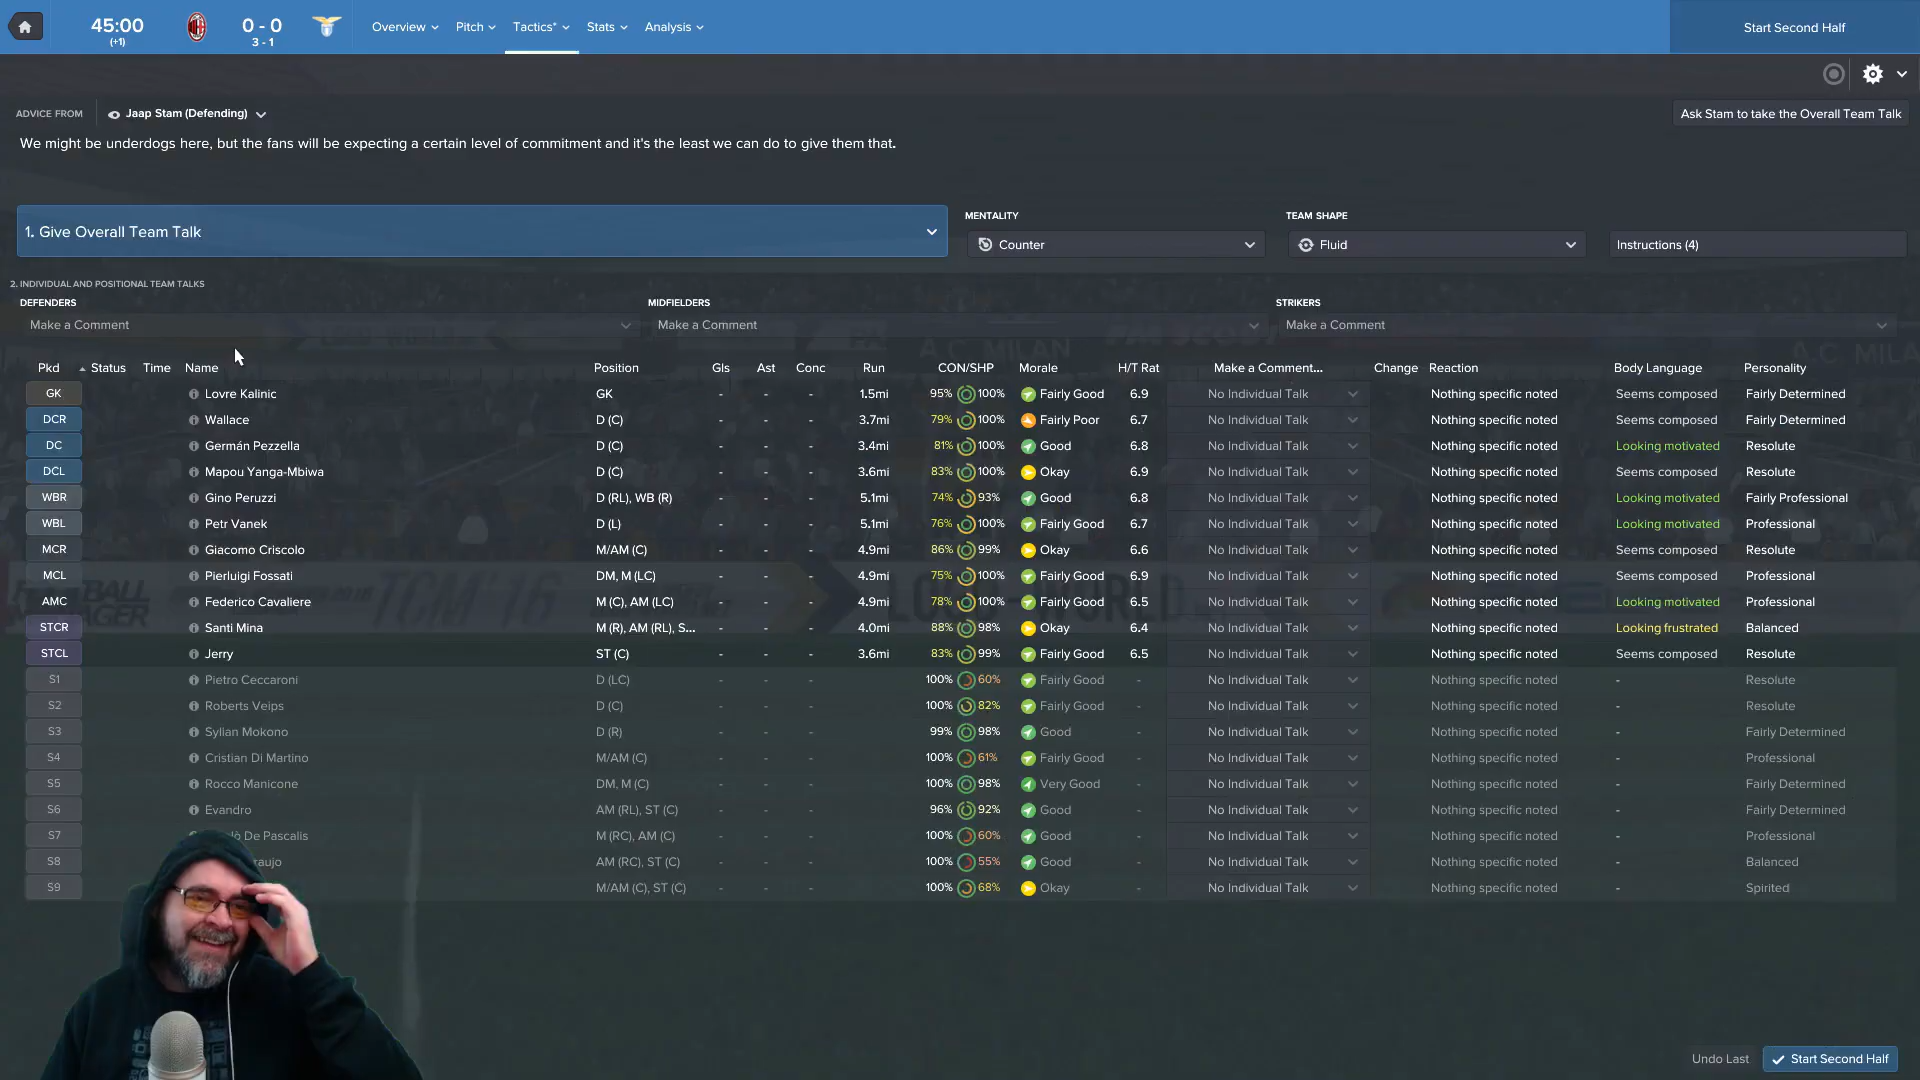 45:00
(+1)
0 - 0
3 - 1
Overview
Pitch
Tactics*
Stats
Analysis
Start Second Half
ADVICE FROM
Jaap Stam (Defending)
Ask Stam to take the Overall Team Talk
We might be underdogs here, but the fans will be expecting a certain level of commitment and it's the least we can do to give them that.
1. Give Overall Team Talk
MENTALITY
Counter
TEAM SHAPE
Fluid
Instructions (4)
2. INDIVIDUAL AND POSITIONAL TEAM TALKS
DEFENDERS MIDFIELDERS STRIKERS
Make a Comment Make a Comment Make a Comment
Pkd Status Time Name Position Gls Ast Conc Run CON/SHP Morale H/T Rat Make a Comment... Change Reaction Body Language Personality
GK Lovre Kalinic GK - - - 1.5mi 95% 100% Fairly Good 6.9 No Individual Talk Nothing specific noted Seems composed Fairly Determined
DCR Wallace D (C) - - - 3.7mi 79% 100% Fairly Poor 6.7 No Individual Talk Nothing specific noted Seems composed Fairly Determined
DC Germán Pezzella D (C) - - - 3.4mi 81% 100% Good 6.8 No Individual Talk Nothing specific noted Looking motivated Resolute
DCL Mapou Yanga-Mbiwa D (C) - - - 3.6mi 83% 100% Okay 6.9 No Individual Talk Nothing specific noted Seems composed Resolute
WBR Gino Peruzzi D (RL), WB (R) - - - 5.1mi 74% 93% Good 6.8 No Individual Talk Nothing specific noted Looking motivated Fairly Professional
WBL Petr Vanek D (L) - - - 5.1mi 76% 100% Fairly Good 6.7 No Individual Talk Nothing specific noted Looking motivated Professional
MCR Giacomo Criscolo M/AM (C) - - - 4.9mi 86% 99% Okay 6.6 No Individual Talk Nothing specific noted Seems composed Resolute
MCL Pierluigi Fossati DM, M (LC) - - - 4.9mi 75% 100% Fairly Good 6.9 No Individual Talk Nothing specific noted Seems composed Professional
AMC Federico Cavaliere M (C), AM (LC) - - - 4.9mi 78% 100% Fairly Good 6.5 No Individual Talk Nothing specific noted Looking motivated Professional
STCR Santi Mina M (R), AM (RL), S... - - - 4.0mi 88% 98% Okay 6.4 No Individual Talk Nothing specific noted Looking frustrated Balanced
STCL Jerry ST (C) - - - 3.6mi 83% 99% Fairly Good 6.5 No Individual Talk Nothing specific noted Seems composed Resolute
S1 Pietro Ceccaroni D (LC) 100% 60% Fairly Good - No Individual Talk Nothing specific noted - Resolute
S2 Roberts Veips D (C) 100% 82% Fairly Good - No Individual Talk Nothing specific noted - Resolute
S3 Sylian Mokono D (R) 99% 98% Good - No Individual Talk Nothing specific noted - Fairly Determined
S4 Cristian Di Martino M/AM (C) 100% 61% Fairly Good - No Individual Talk Nothing specific noted - Professional
S5 Rocco Manicone DM, M (C) 100% 98% Very Good - No Individual Talk Nothing specific noted - Fairly Determined
S6 Evandro AM (RL), ST (C) 96% 92% Good - No Individual Talk Nothing specific noted - Fairly Determined
S7 De Pascalis M (RC), AM (C) 100% 60% Good - No Individual Talk Nothing specific noted - Professional
S8 AM (RC), ST (C) 100% 55% Good - No Individual Talk Nothing specific noted - Balanced
S9 M/AM (C), ST (C) 100% 68% Okay - No Individual Talk Nothing specific noted - Spirited
Undo Last
Start Second Half